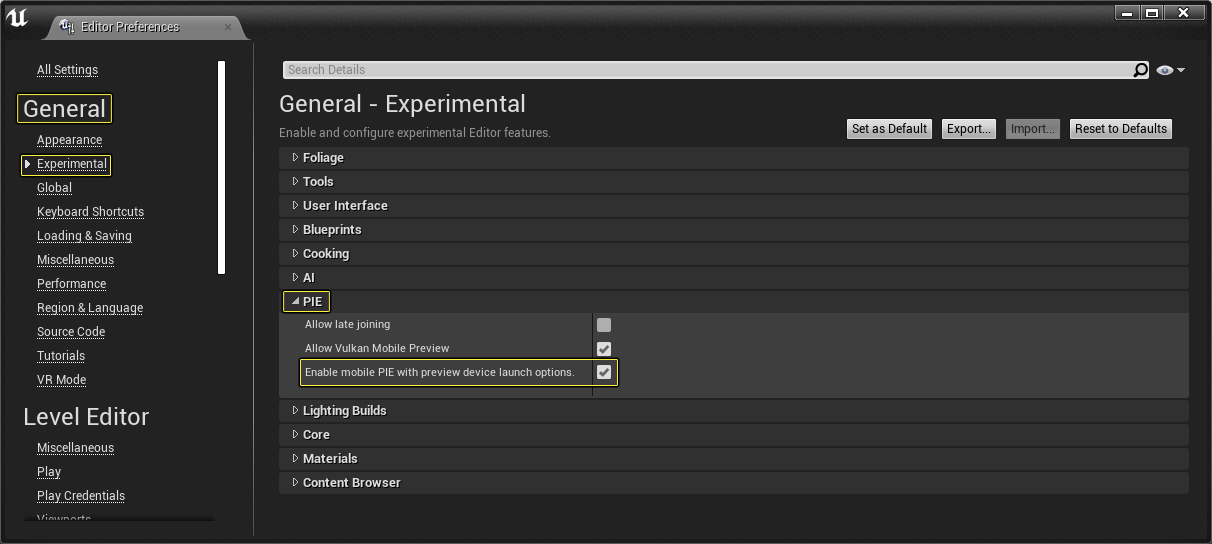 Editor Preferences
All Settings
General
Appearance
Experimental
Global
Keyboard Shortcuts
Loading & Saving
Miscellaneous
Performance
Region & Language
Source Code
Tutorials
VR Mode
Level Editor
Miscellaneous
Play
Play Credentials
Viewports
Search Details
General - Experimental
Enable and configure experimental Editor features.
Set as Default
Export...
Import...
Reset to Defaults
Foliage
Tools
User Interface
Blueprints
Cooking
AI
PIE
Allow late joining
Allow Vulkan Mobile Preview
Enable mobile PIE with preview device launch options.
Lighting Builds
Core
Materials
Content Browser